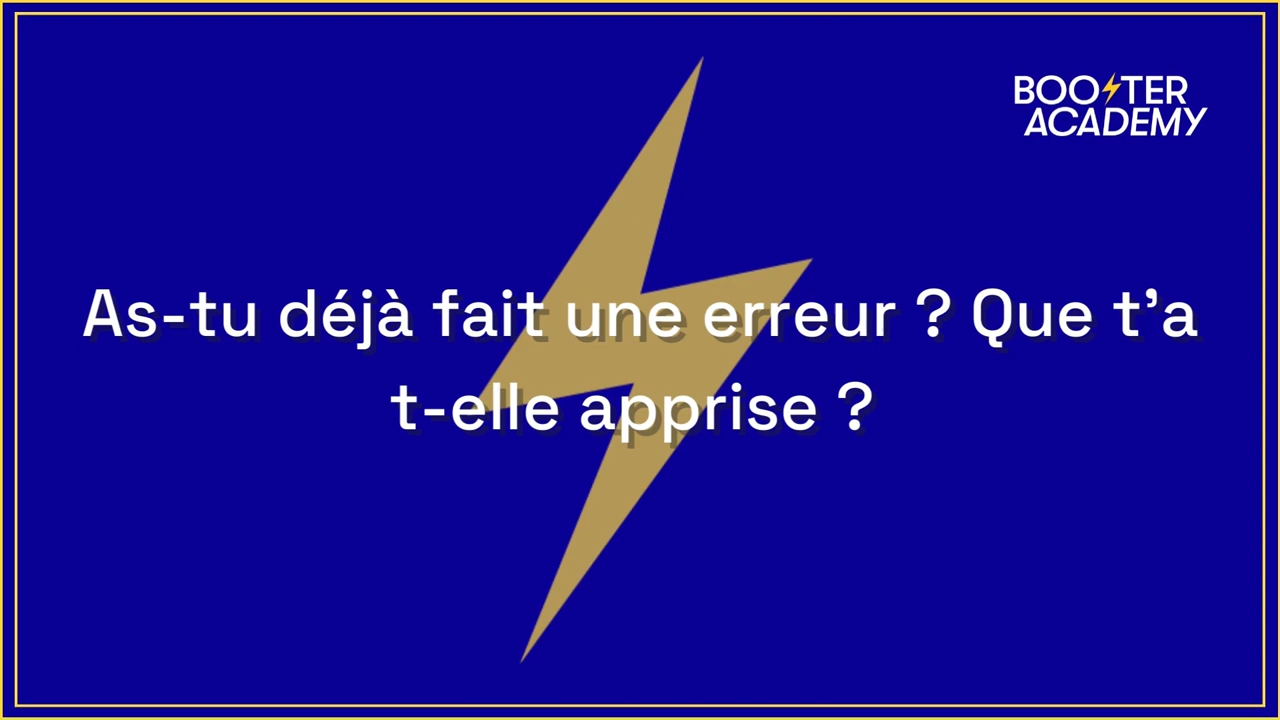 BOOSTER
ACADEMY
As-tu déjà fait une erreur ? Que t’a
t-elle apprise ?